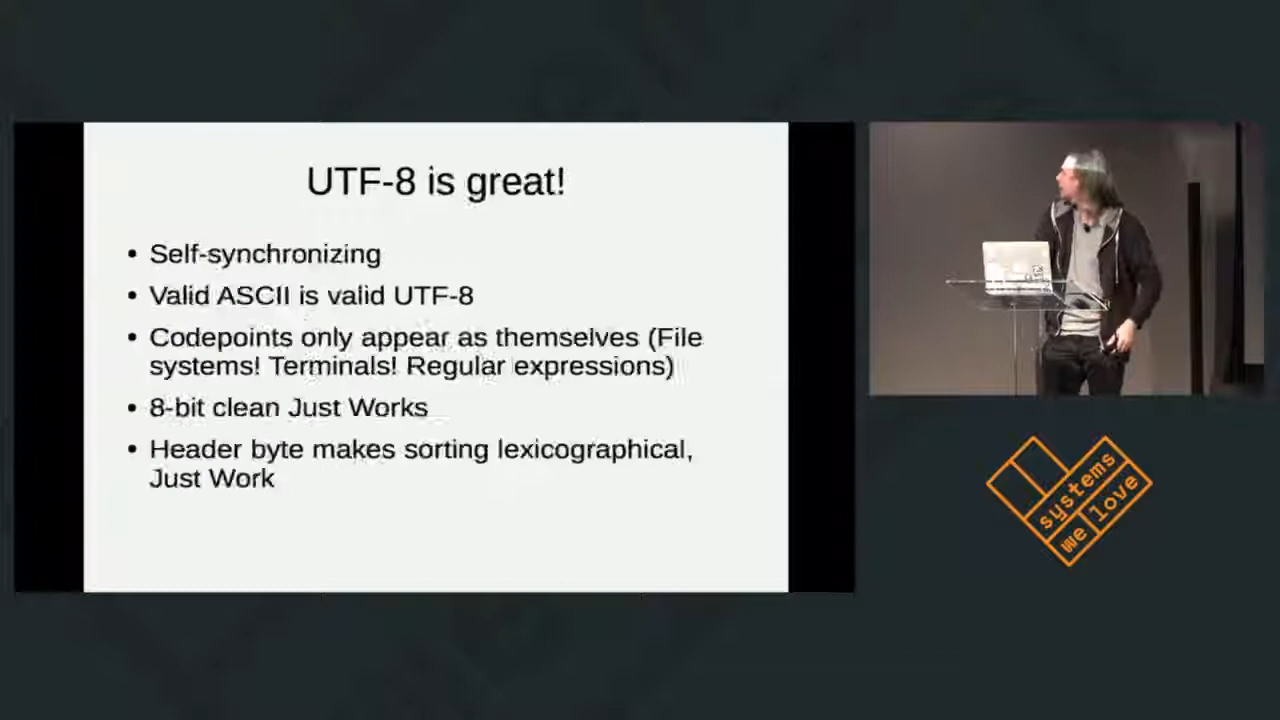 UTF-8 is great!
• Self-synchronizing
• Valid ASCII is valid UTF-8
• Codepoints only appear as themselves (File
systems! Terminals! Regular expressions)
• 8-bit clean Just Works
• Header byte makes sorting lexicographical,
Just Work
systems
we love